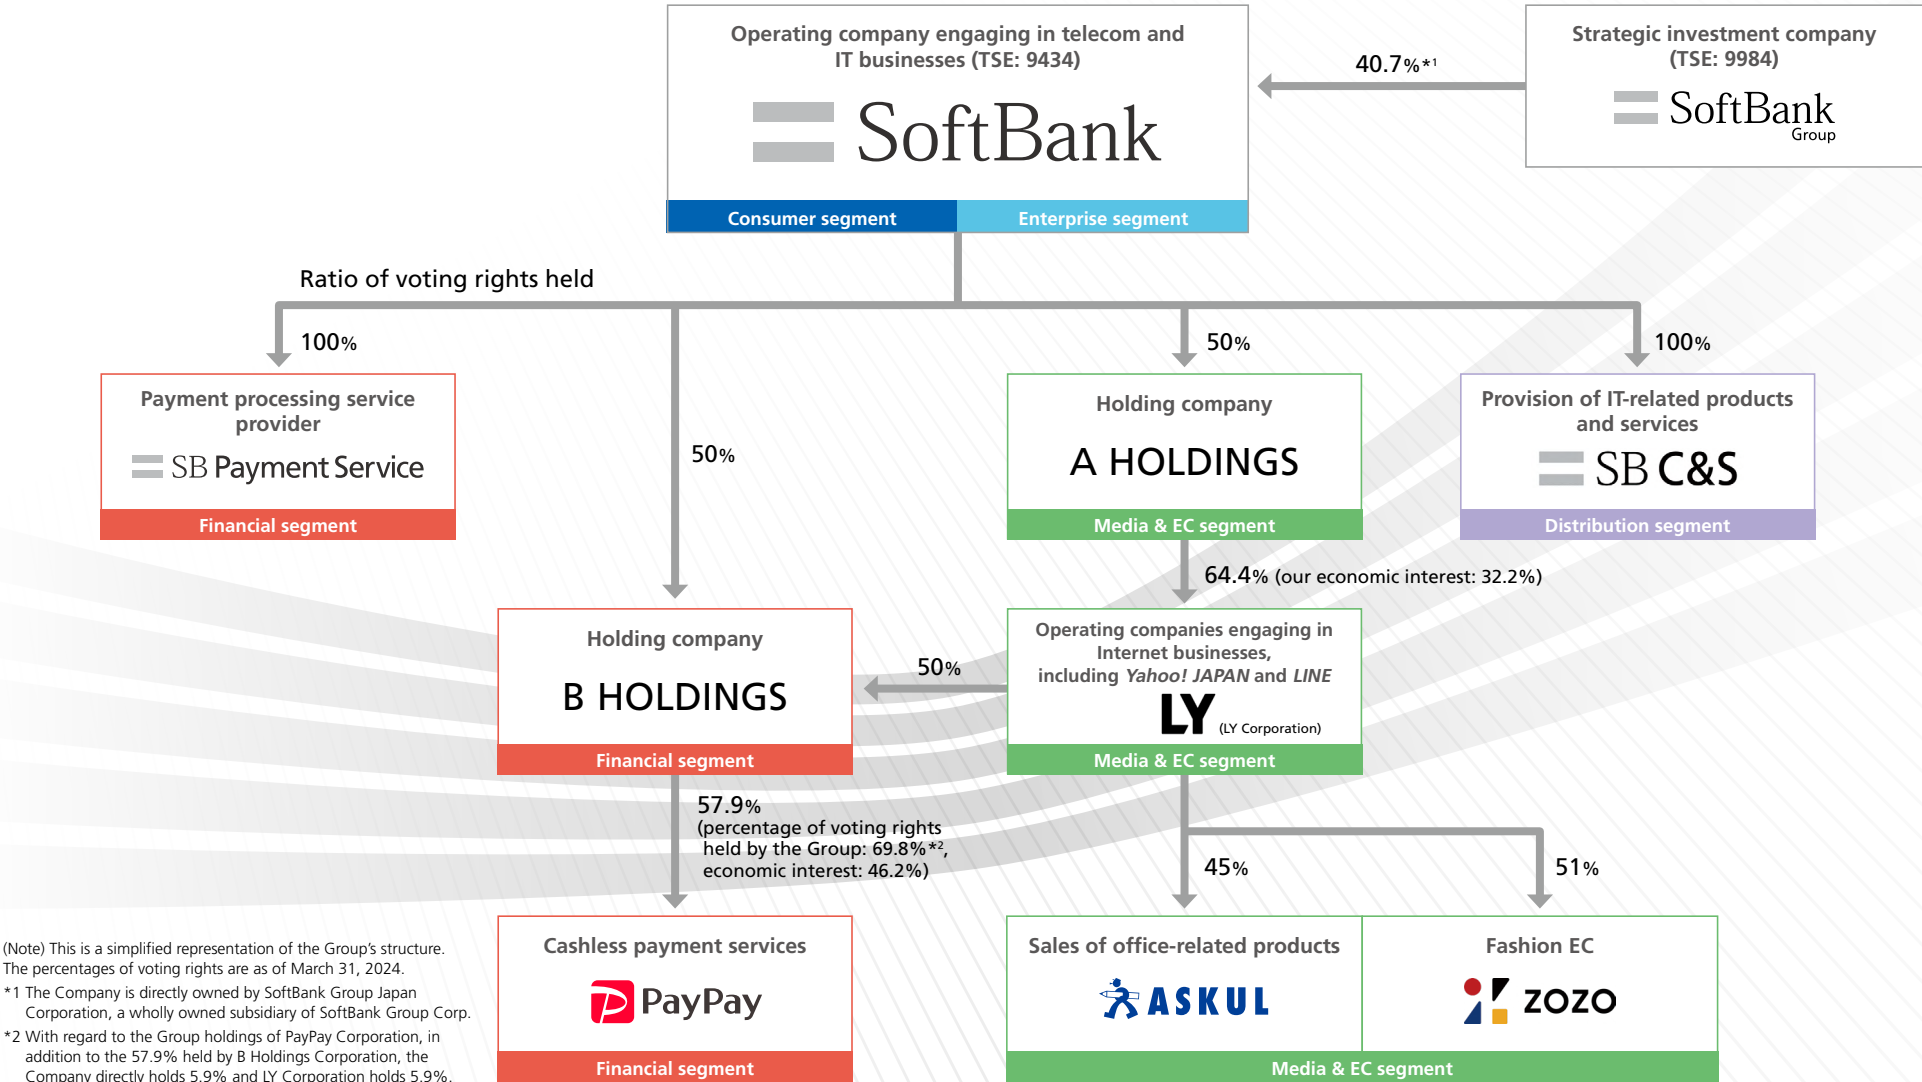 Operating company engaging in telecom and
IT businesses (TSE: 9434)
SoftBank
Consumer segment
Enterprise segment
40.7%*1
Strategic investment company
(TSE: 9984)
SoftBank
Group
Ratio of voting rights held
100%
50%
50%
100%
Payment processing service
provider
SB Payment Service
Financial segment
Holding company
A HOLDINGS
Media & EC segment
Provision of IT-related products
and services
SB C&S
Distribution segment
64.4% (our economic interest: 32.2%)
Holding company
B HOLDINGS
Financial segment
50%
Operating companies engaging in
Internet businesses,
including Yahoo! JAPAN and LINE
LY (LY Corporation)
Media & EC segment
57.9%
(percentage of voting rights
held by the Group: 69.8%*2,
economic interest: 46.2%)
45%
51%
Cashless payment services
PayPay
Financial segment
Sales of office-related products
ASKUL
Fashion EC
ZOZO
Media & EC segment
(Note) This is a simplified representation of the Group's structure.
The percentages of voting rights are as of March 31, 2024.
*1 The Company is directly owned by SoftBank Group Japan
Corporation, a wholly owned subsidiary of SoftBank Group Corp.
*2 With regard to the Group holdings of PayPay Corporation, in
addition to the 57.9% held by B Holdings Corporation, the
Company directly holds 5.9% and LY Corporation holds 5.9%.